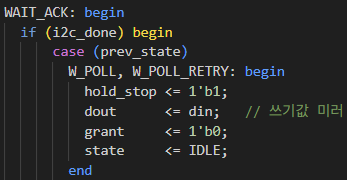 WAIT_ACK: begin
if (i2c_done) begin
case (prev_state)
W_POLL, W_POLL_RETRY: begin
hold_stop <= 1'b1;
dout <= din; // 쓰기값 미러
grant <= 1'b0;
state <= IDLE;
end